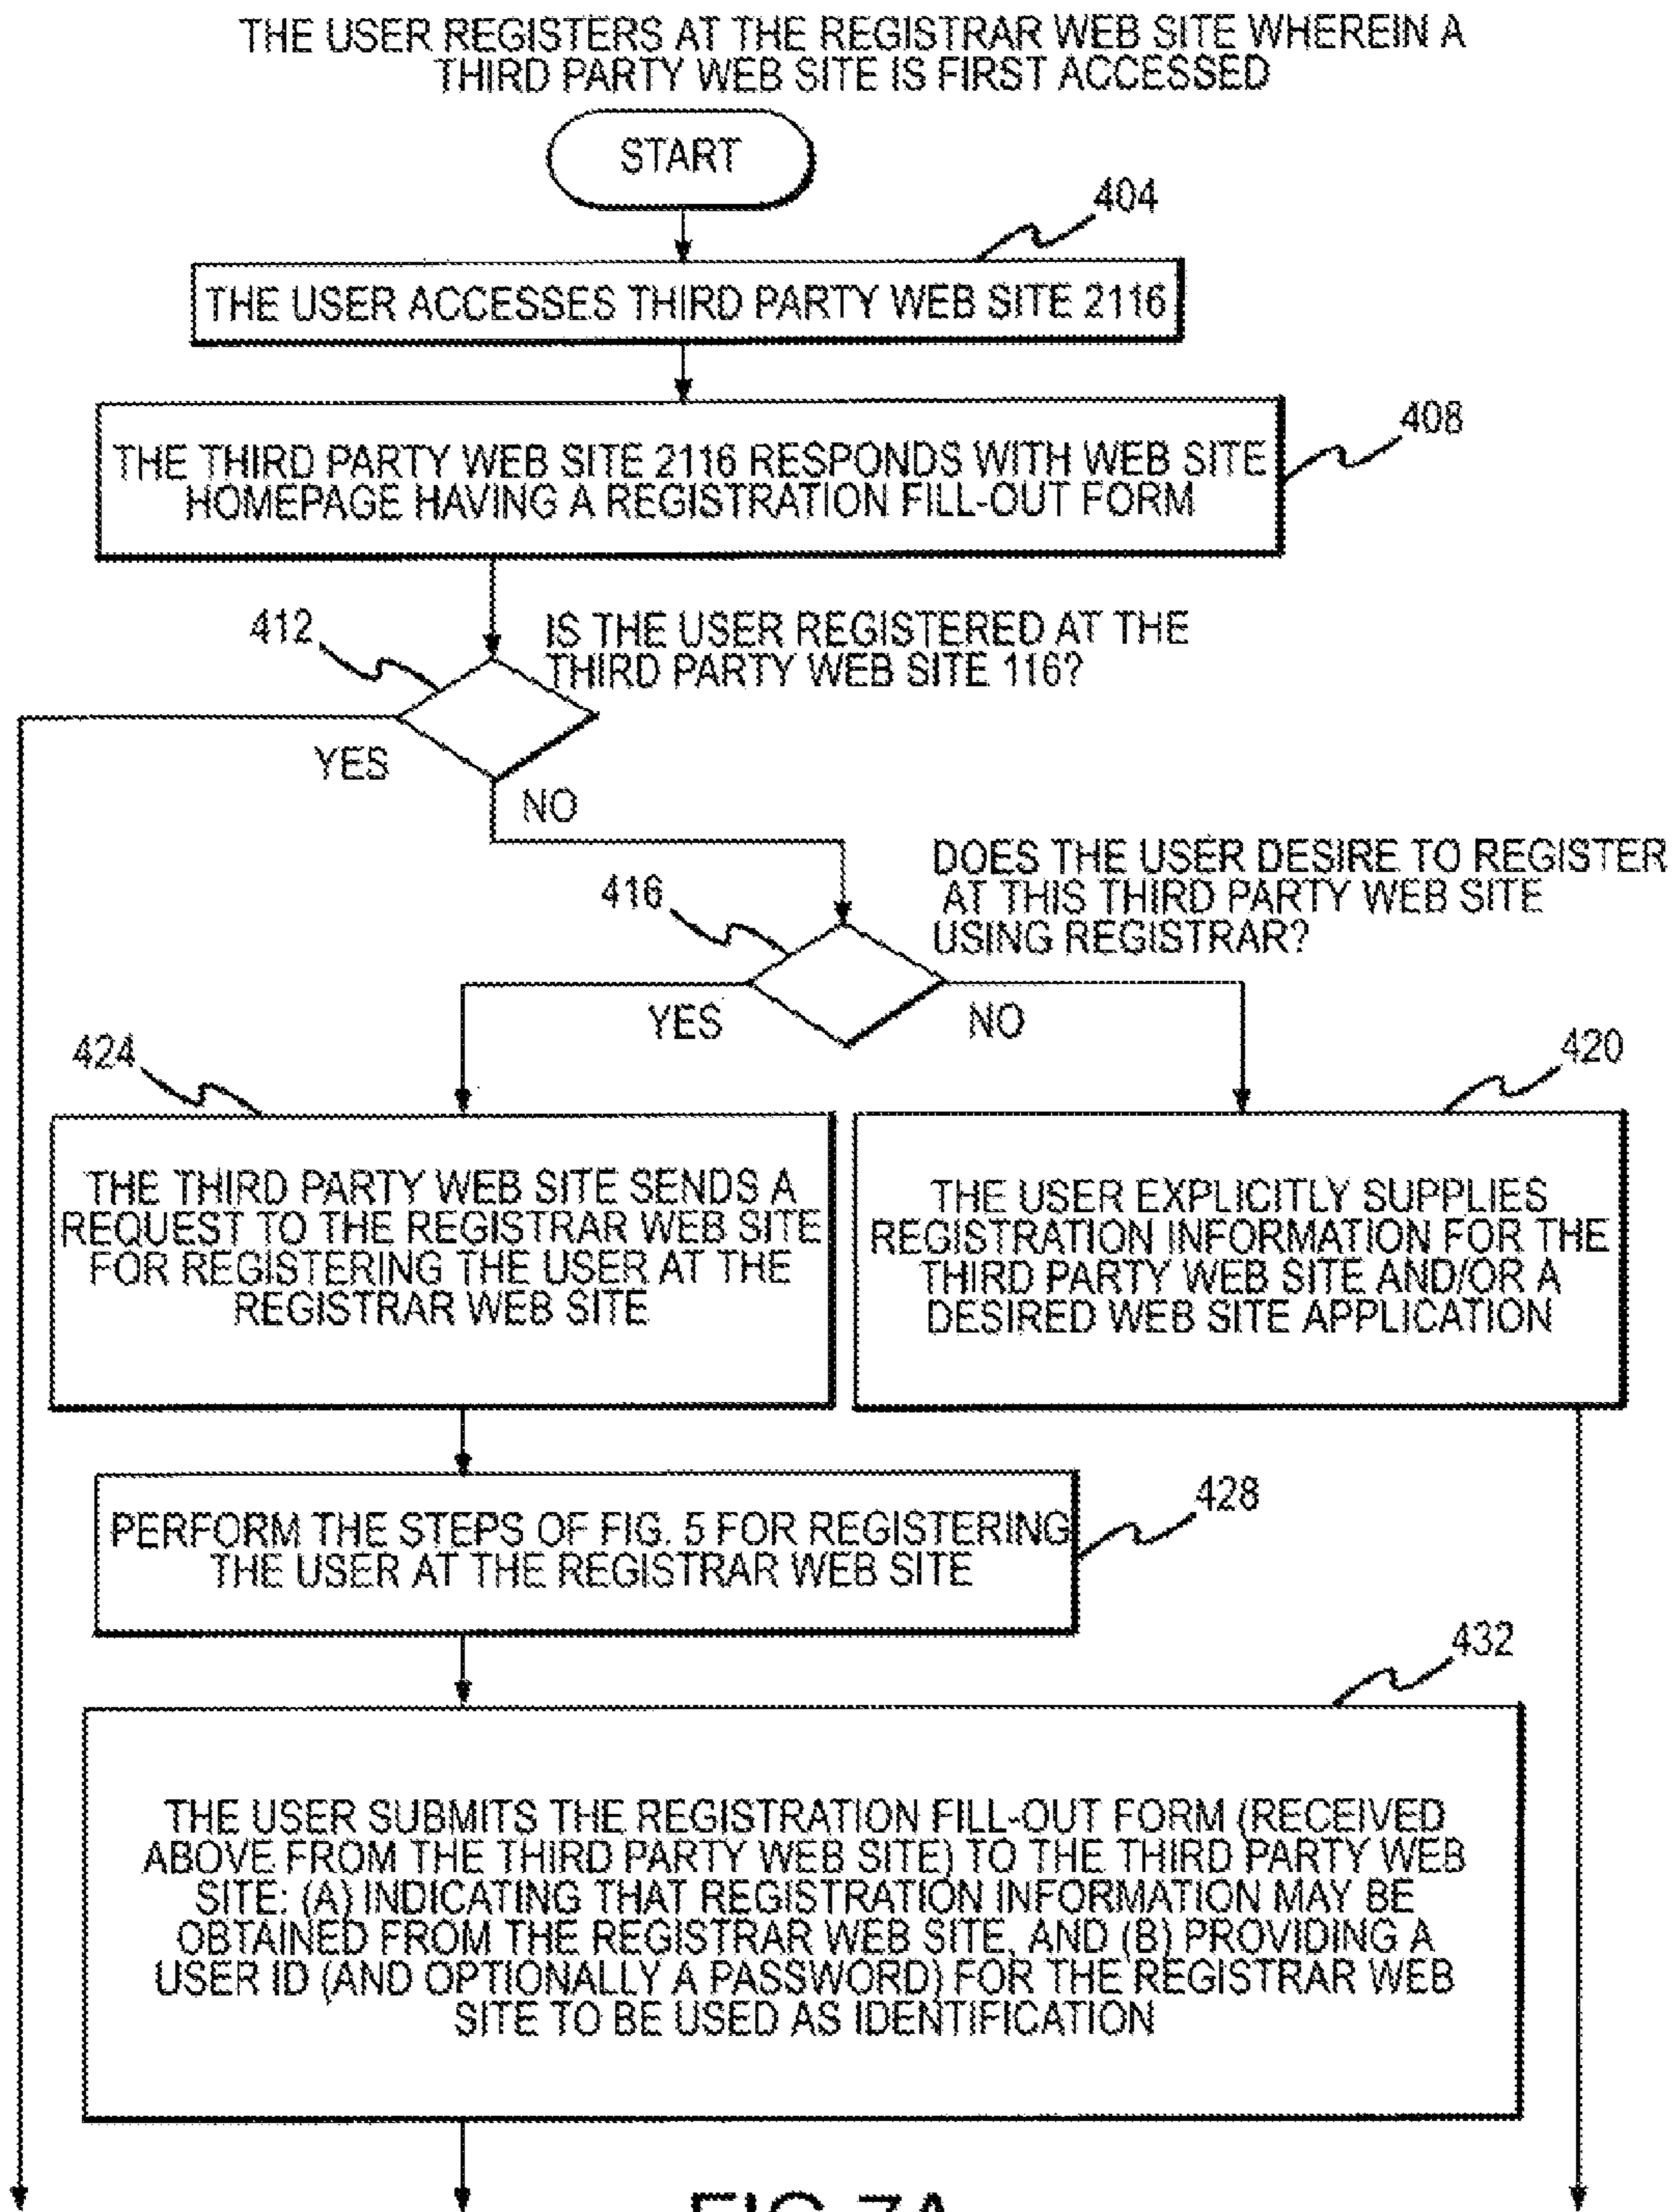 THE USER REGISTERS AT THE REGISTRAR WEB SITE WHEREIN A
THIRD PARTY WEB SITE IS FIRST ACCESSED
START
404
THE USER ACCESSES THIRD PARTY WEB SITE 2116
408
THE THIRD PARTY WEB SITE 2116 RESPONDS WITH WEB SITE
HOMEPAGE HAVING A REGISTRATION FILL-OUT FORM
412
IS THE USER REGISTERED AT THE
THIRD PARTY WEB SITE 116?
YES
NO
416
DOES THE USER DESIRE TO REGISTER
AT THIS THIRD PARTY WEB SITE
USING REGISTRAR?
YES
NO
424
420
THE THIRD PARTY WEB SITE SENDS A
REQUEST TO THE REGISTRAR WEB SITE
FOR REGISTERING THE USER AT THE
REGISTRAR WEB SITE
THE USER EXPLICITLY SUPPLIES
REGISTRATION INFORMATION FOR THE
THIRD PARTY WEB SITE AND/OR A
DESIRED WEB SITE APPLICATION
428
PERFORM THE STEPS OF FIG. 5 FOR REGISTERING
THE USER AT THE REGISTRAR WEB SITE
432
THE USER SUBMITS THE REGISTRATION FILL-OUT FORM (RECEIVED
ABOVE FROM THE THIRD PARTY WEB SITE) TO THE THIRD PARTY WEB
SITE: (A) INDICATING THAT REGISTRATION INFORMATION MAY BE
OBTAINED FROM THE REGISTRAR WEB SITE, AND (B) PROVIDING A
USER ID (AND OPTIONALLY A PASSWORD) FOR THE REGISTRAR WEB
SITE TO BE USED AS IDENTIFICATION
FIG. 7A